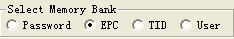 Select Memory Bank
Password EPC TID User